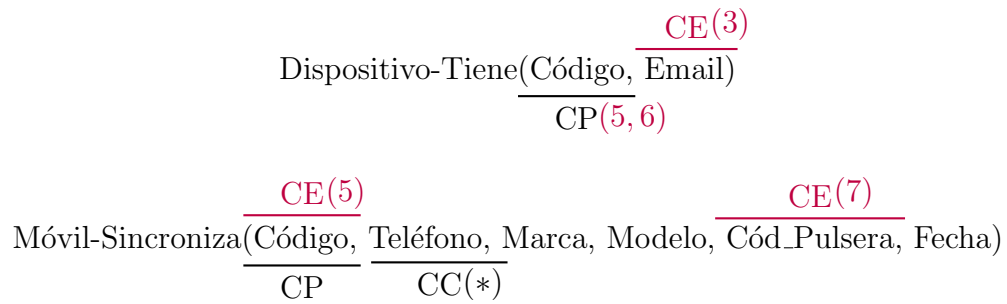 CE(3)
Dispositivo-Tiene(Código, Email)
CP(5, 6)
CE(5) CE(7)
Móvil-Sincroniza(Código, Teléfono, Marca, Modelo, Cód_Pulsera, Fecha)
CP CC(*)